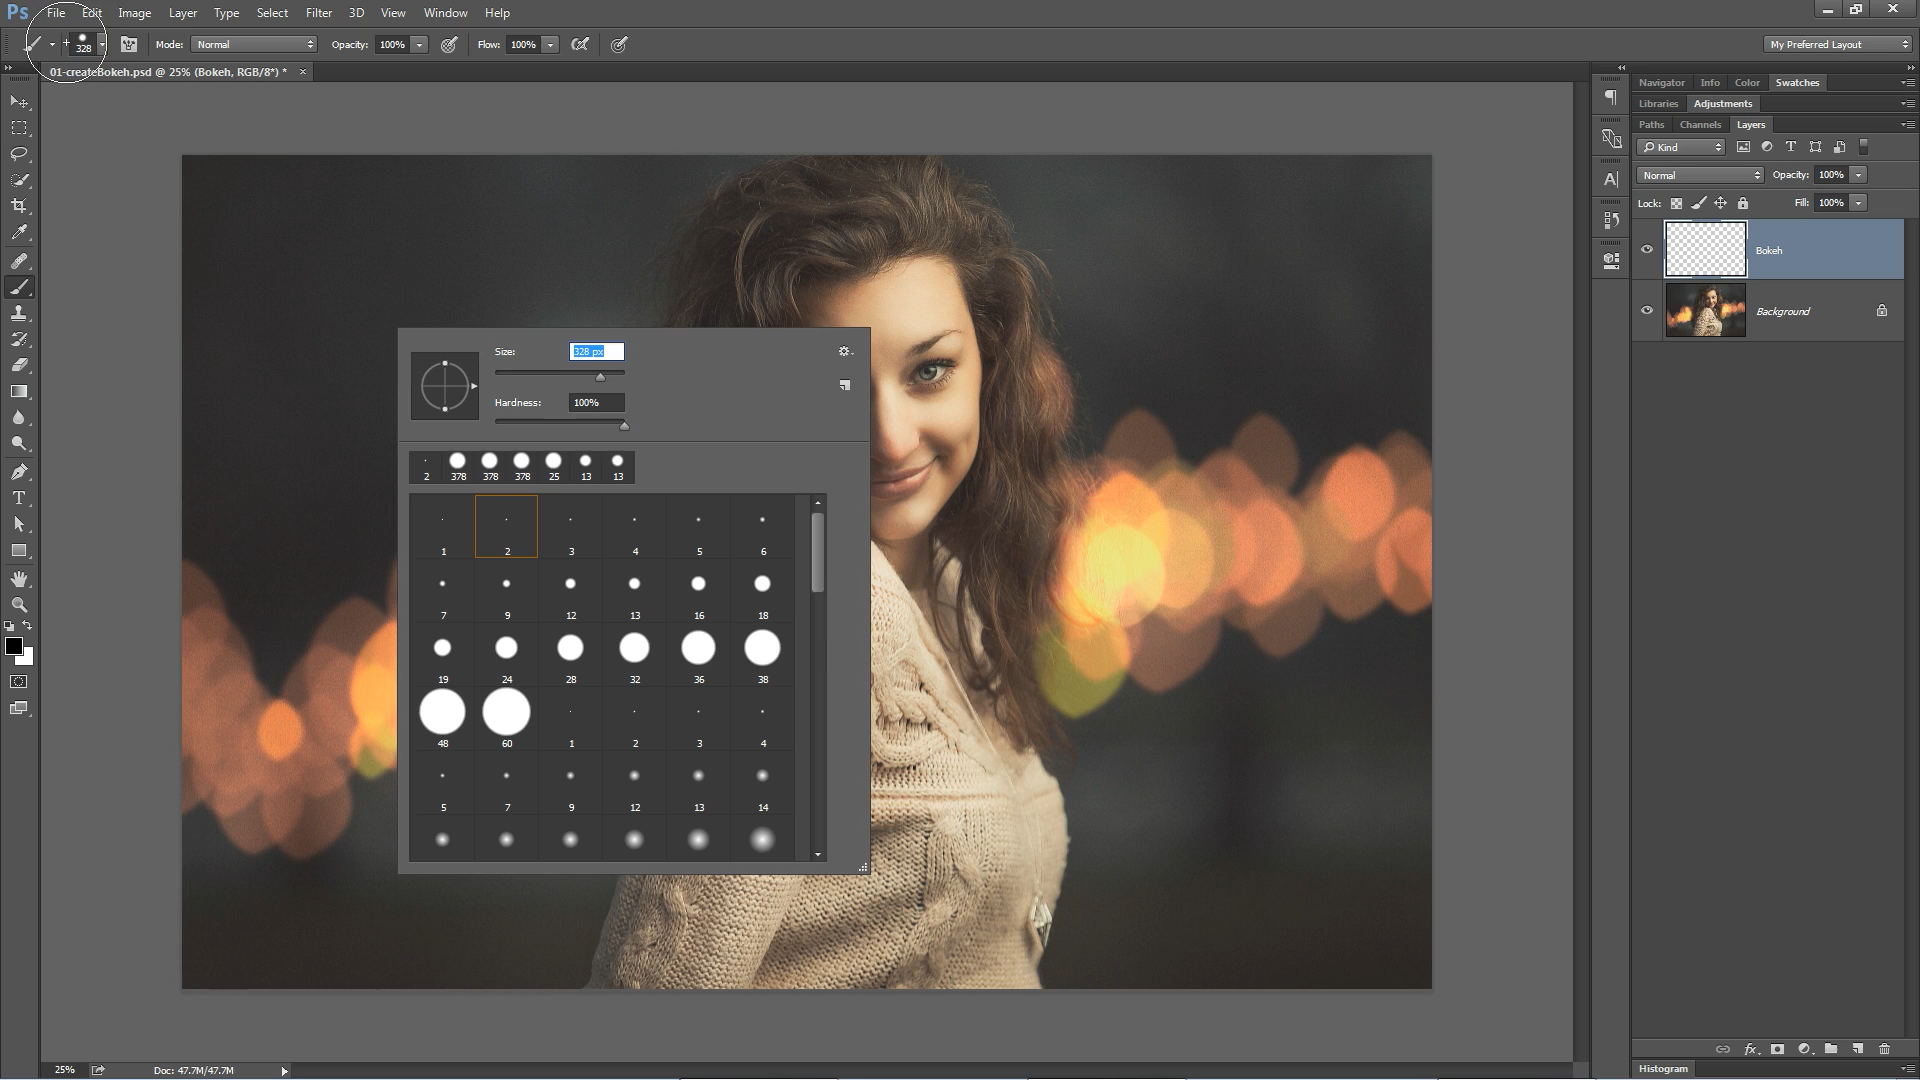 Ps File Edit Image Layer Type Select Filter 3D View Window Help
328 Mode: Normal Opacity: 100% Flow: 100% My Preferred Layout
01-createBokeh.psd @ 25% (Bokeh, RGB/8*) * ×
Navigator Info Color Swatches
Libraries Adjustments
Paths Channels Layers
Kind T
Normal Opacity: 100%
Lock: Fill: 100%
Bokeh
Background
A
T
Size: 328 px
Hardness: 100%
2 378 378 378 25 13 13
1 2 3 4 5 6
7 9 12 13 16 18
19 24 28 32 36 38
48 60 1 2 3 4
5 7 9 12 13 14
fx
25% Doc: 47.7M/47.7M
Histogram